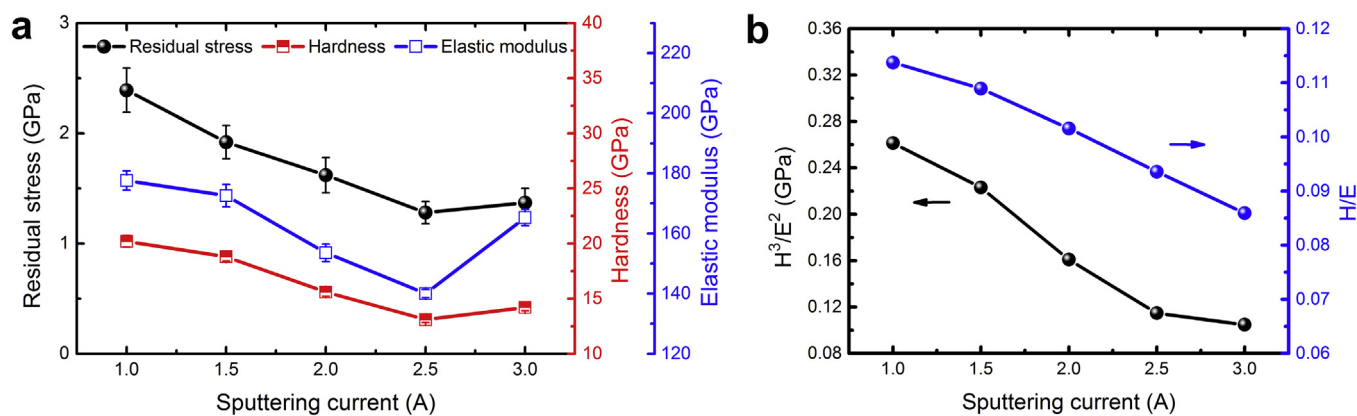 a
Residual stress
Hardness
Elastic modulus
Residual stress (GPa)
3
2
1
0
1.0 1.5 2.0 2.5 3.0
Sputtering current (A)
40
35
30
25
20
15
10
Hardness (GPa)
220
200
180
160
140
120
Elastic modulus (GPa)
b
H³/E² (GPa)
0.36
0.32
0.28
0.24
0.20
0.16
0.12
0.08
1.0 1.5 2.0 2.5 3.0
Sputtering current (A)
0.12
0.11
0.10
0.09
0.08
0.07
0.06
H/E